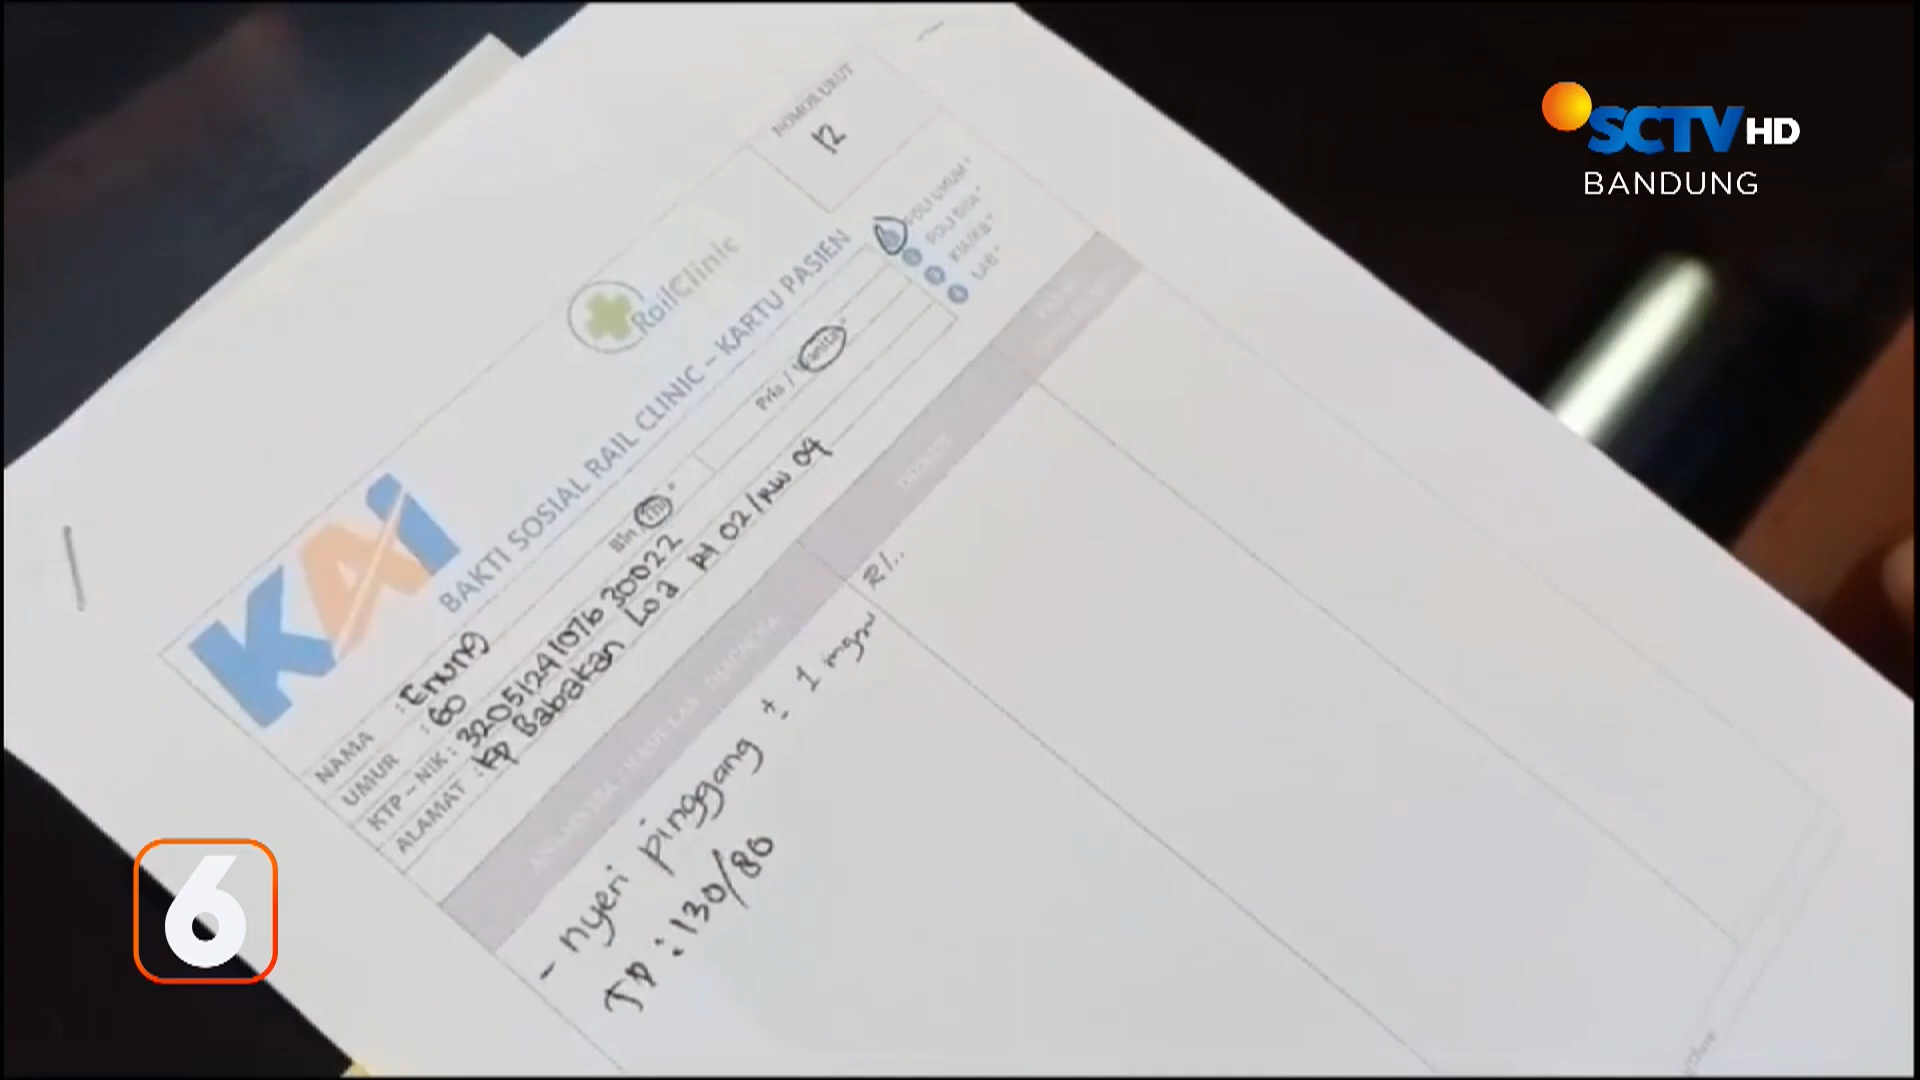 SCTV HD
BANDUNG
NOMOR URUT
12
RailClinic
KAI
BAKTI SOSIAL RAIL CLINIC – KARTU PASIEN
POLI UMUM*
POLI GIGI*
KIA/KB*
LAB*
NAMA : Enung
UMUR : 60 Bln / Thn * Pria / Wanita *
KTP – NIK : 3205124107630022
ALAMAT : KP Babakan Loa Rt 02/RW 04
R/.
- nyeri pinggang ± 1 mggu
TD : 130/80
6